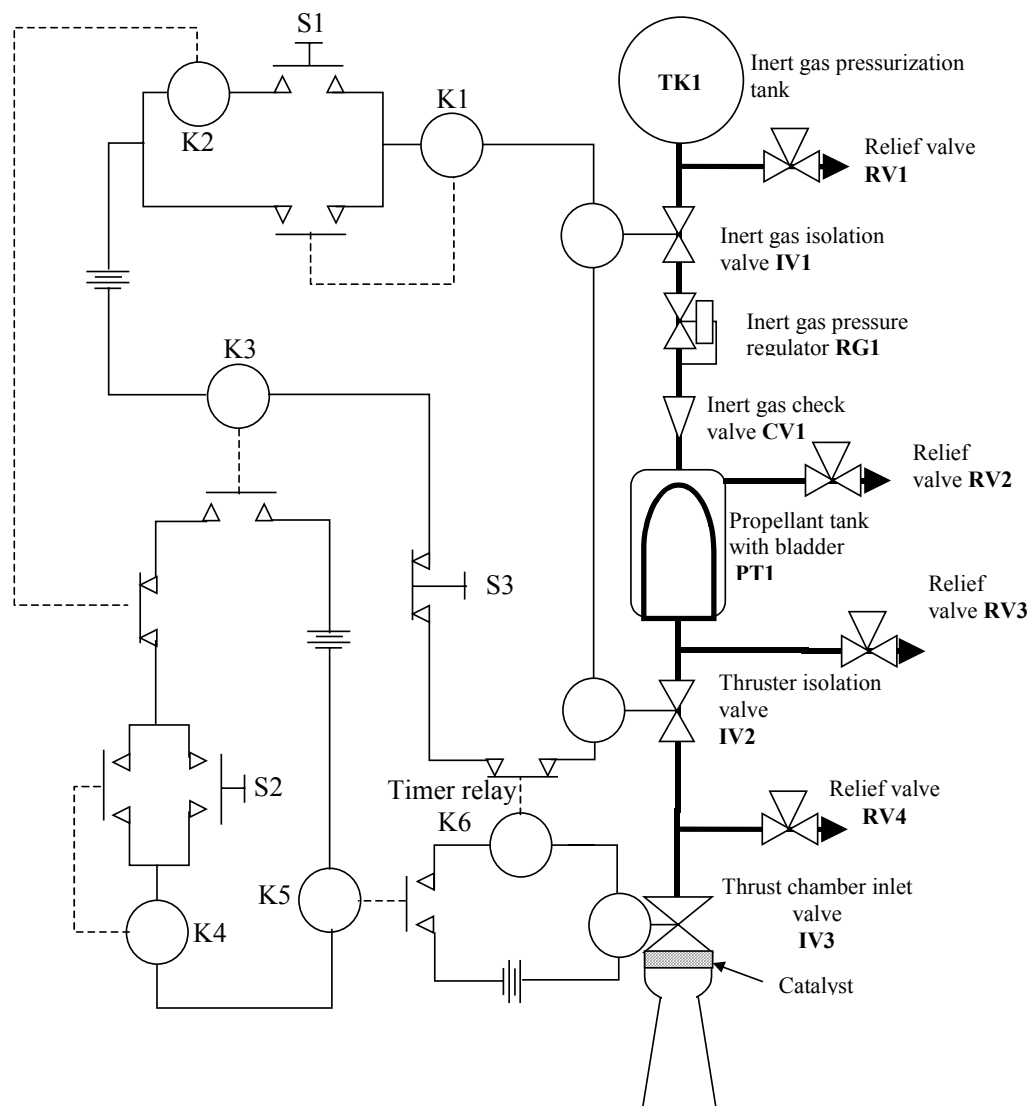 S1
K2
K1
TK1
Inert gas pressurization
tank
Relief valve
RV1
Inert gas isolation
valve IV1
K3
Inert gas pressure
regulator RG1
Inert gas check
valve CV1
Relief
valve RV2
Propellant tank
with bladder
PT1
S3
Relief
valve RV3
Thruster isolation
valve
IV2
S2
Timer relay
K6
Relief valve
RV4
K5
K4
Thrust chamber inlet
valve
IV3
Catalyst